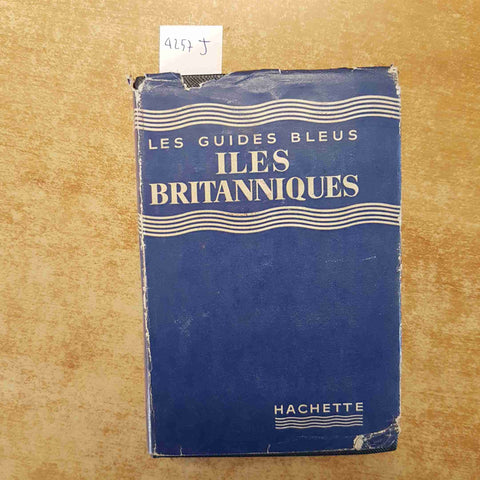 4257 J
LES GUIDES BLEUS
ILES
BRITANNIQUES
HACHETTE